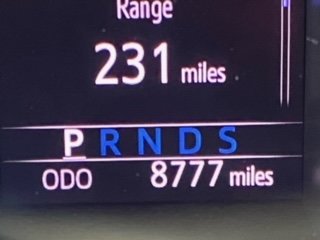 Range
231 miles
P R N D S
ODO 8777 miles